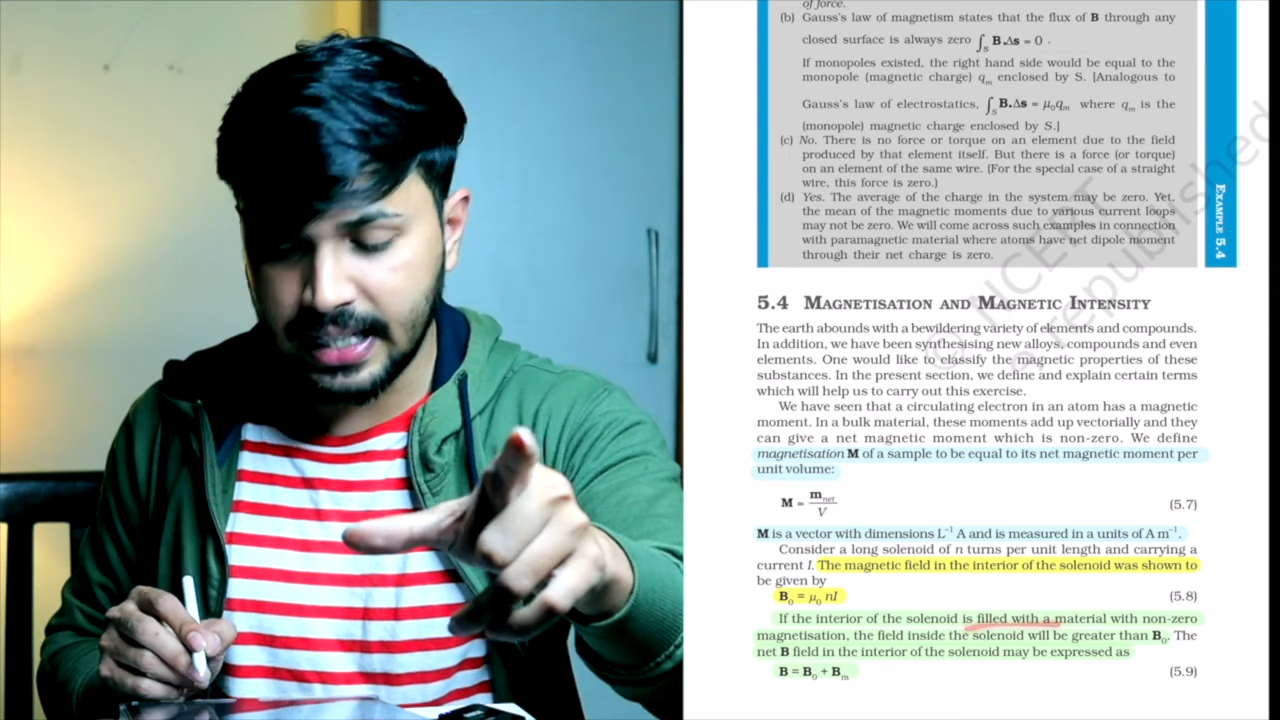 of force.
(b) Gauss's law of magnetism states that the flux of B through any
closed surface is always zero ∫_S B.Δs = 0 .
If monopoles existed, the right hand side would be equal to the
monopole (magnetic charge) q_m enclosed by S. [Analogous to
Gauss's law of electrostatics, ∫_S B.Δs = μ₀q_m where q_m is the
(monopole) magnetic charge enclosed by S.]
(c) No. There is no force or torque on an element due to the field
produced by that element itself. But there is a force (or torque)
on an element of the same wire. (For the special case of a straight
wire, this force is zero.)
(d) Yes. The average of the charge in the system may be zero. Yet,
the mean of the magnetic moments due to various current loops
may not be zero. We will come across such examples in connection
with paramagnetic material where atoms have net dipole moment
through their net charge is zero.
EXAMPLE 5.4
5.4 MAGNETISATION AND MAGNETIC INTENSITY
The earth abounds with a bewildering variety of elements and compounds.
In addition, we have been synthesising new alloys, compounds and even
elements. One would like to classify the magnetic properties of these
substances. In the present section, we define and explain certain terms
which will help us to carry out this exercise.
We have seen that a circulating electron in an atom has a magnetic
moment. In a bulk material, these moments add up vectorially and they
can give a net magnetic moment which is non-zero. We define
magnetisation M of a sample to be equal to its net magnetic moment per
unit volume:
M = m_net / V (5.7)
M is a vector with dimensions L⁻¹ A and is measured in a units of A m⁻¹.
Consider a long solenoid of n turns per unit length and carrying a
current I. The magnetic field in the interior of the solenoid was shown to
be given by
B₀ = μ₀ nI (5.8)
If the interior of the solenoid is filled with a material with non-zero
magnetisation, the field inside the solenoid will be greater than B₀. The
net B field in the interior of the solenoid may be expressed as
B = B₀ + B_m (5.9)
© NCERT
republished